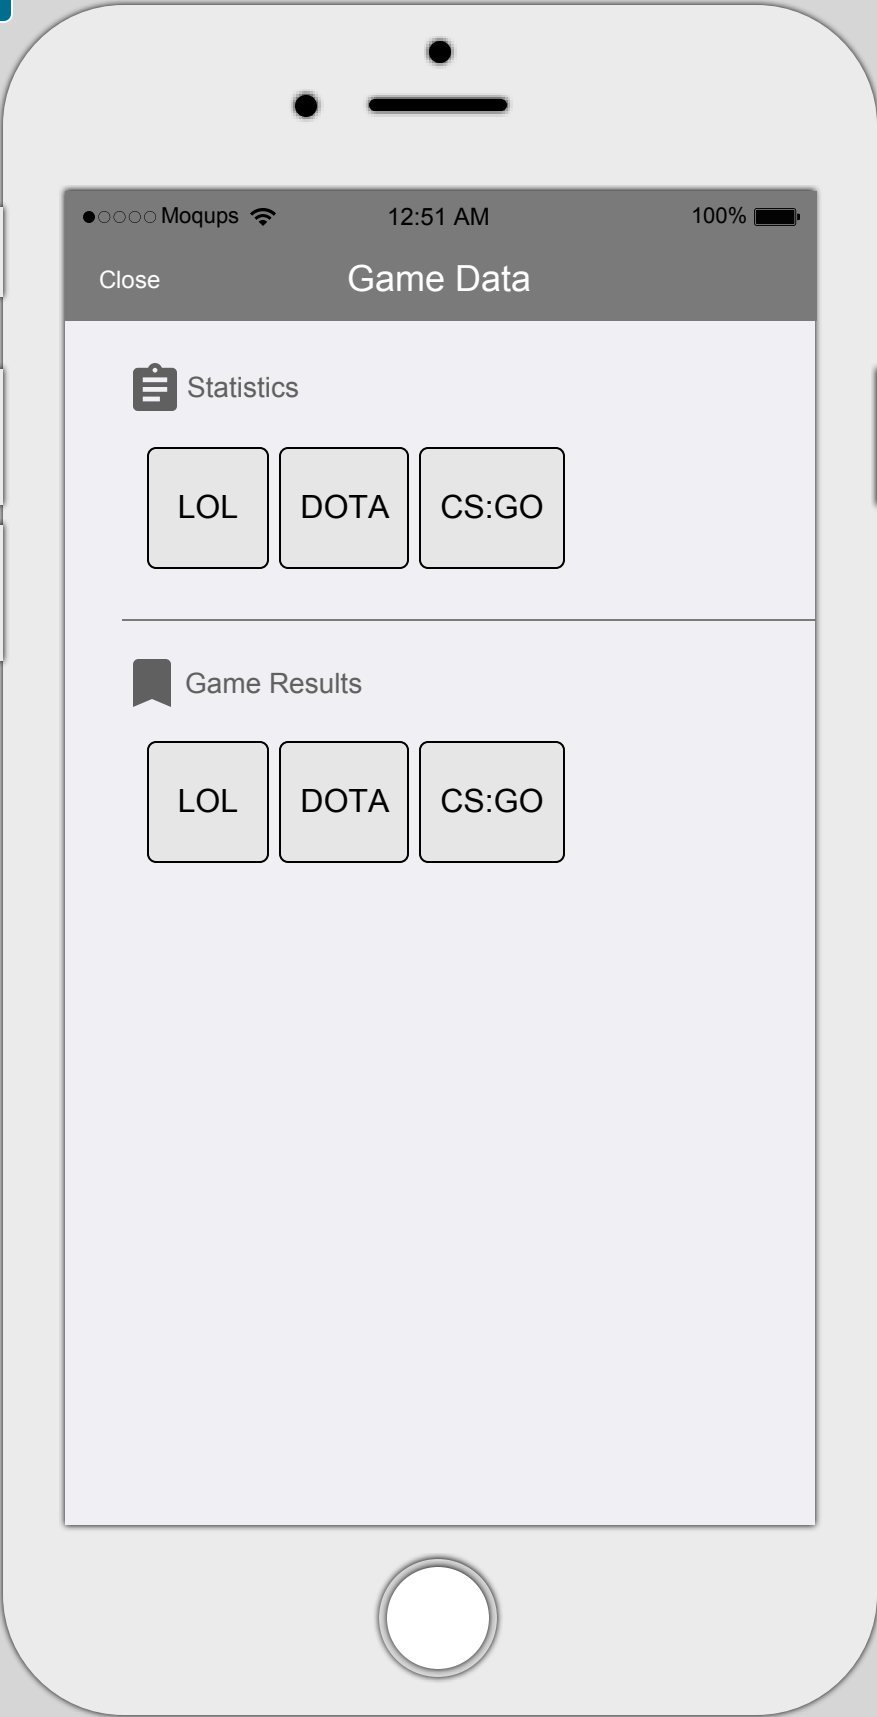 Moqups 12:51 AM 100%
Close Game Data
Statistics
LOL DOTA CS:GO
Game Results
LOL DOTA CS:GO